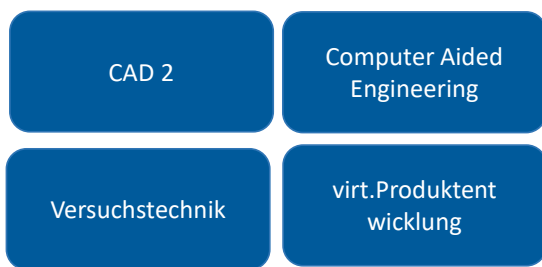 CAD 2
Computer Aided
Engineering
Versuchstechnik
virt.Produktent
wicklung